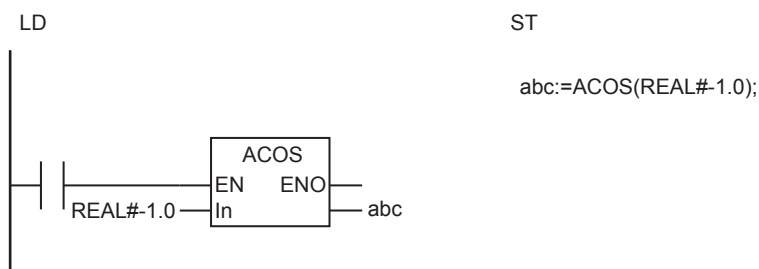 LD
ST
abc:=ACOS(REAL#-1.0);
ACOS
EN ENO
REAL#-1.0 In abc